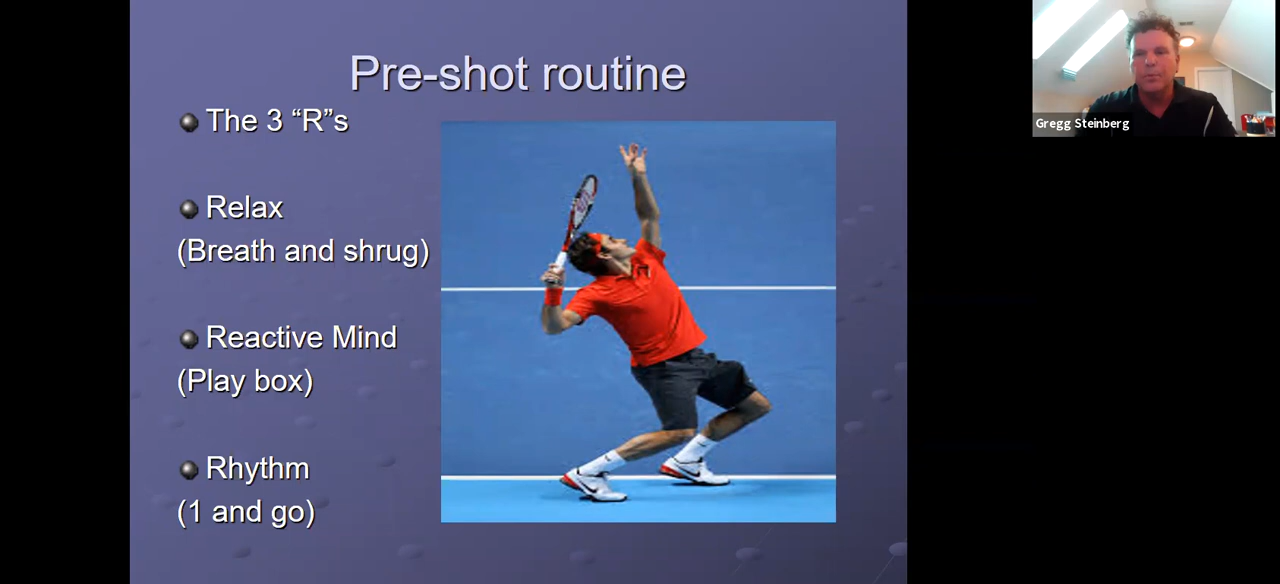 Pre-shot routine
The 3 “R”s
Relax
(Breath and shrug)
Reactive Mind
(Play box)
Rhythm
(1 and go)
Gregg Steinberg